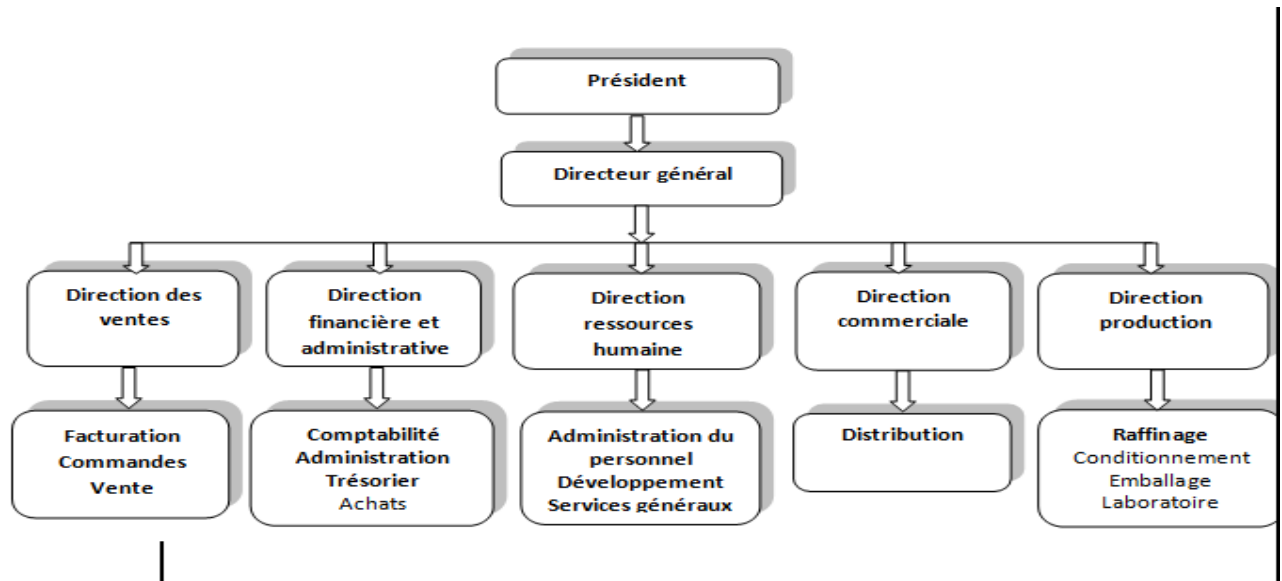 Président
Directeur général
Direction des
ventes
Direction
financière et
administrative
Direction
ressources
humaine
Direction
commerciale
Direction
production
Facturation
Commandes
Vente
Comptabilité
Administration
Trésorier
Achats
Administration du
personnel
Développement
Services généraux
Distribution
Raffinage
Conditionnement
Emballage
Laboratoire